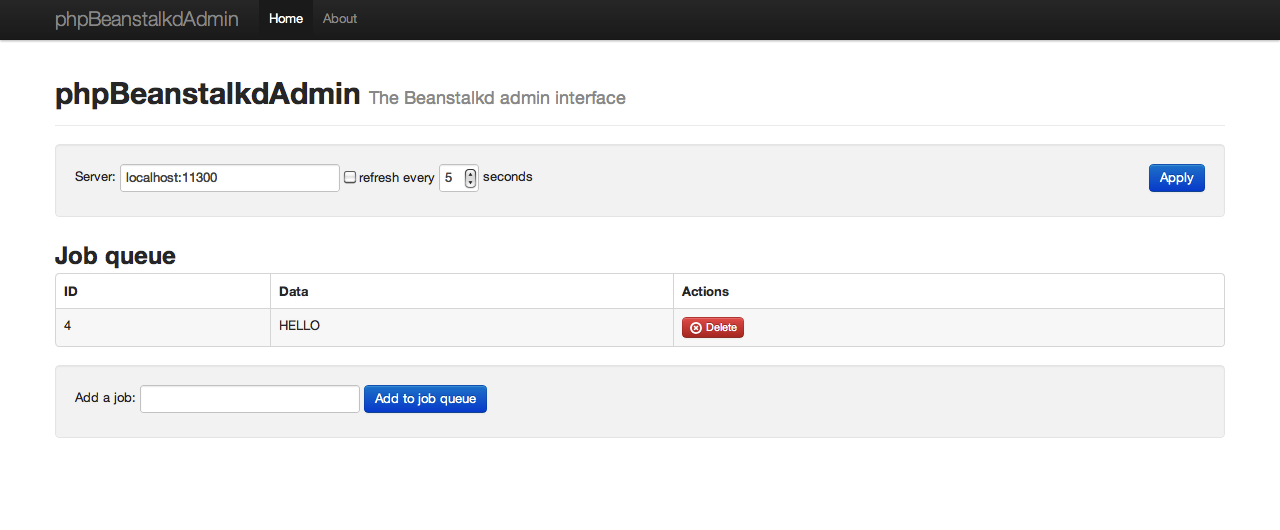 phpBeanstalkdAdmin Home About
phpBeanstalkdAdmin The Beanstalkd admin interface
Server: localhost:11300 refresh every 5 seconds Apply
Job queue
ID Data Actions
4 HELLO Delete
Add a job: Add to job queue